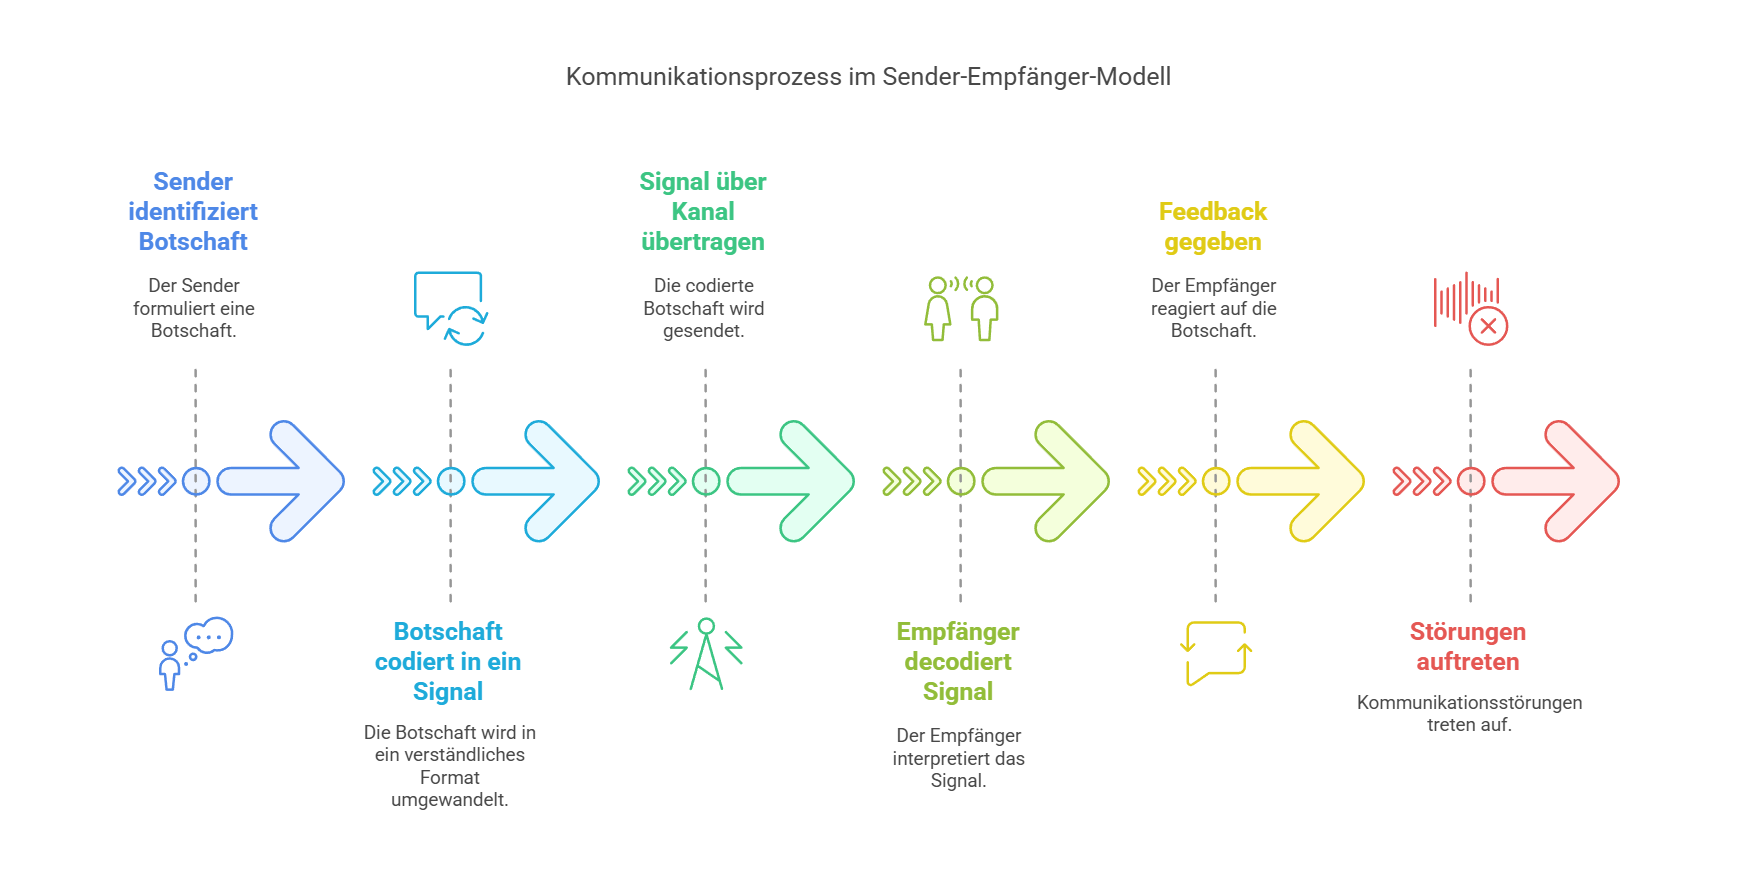 Kommunikationsprozess im Sender-Empfänger-Modell
Sender
identifiziert
Botschaft
Der Sender
formuliert eine
Botschaft.
Botschaft
codiert in ein
Signal
Die Botschaft wird in
ein verständliches
Format
umgewandelt.
Signal über
Kanal
übertragen
Die codierte
Botschaft wird
gesendet.
Empfänger
decodiert
Signal
Der Empfänger
interpretiert das
Signal.
Feedback
gegeben
Der Empfänger
reagiert auf die
Botschaft.
Störungen
auftreten
Kommunikationsstörungen
treten auf.